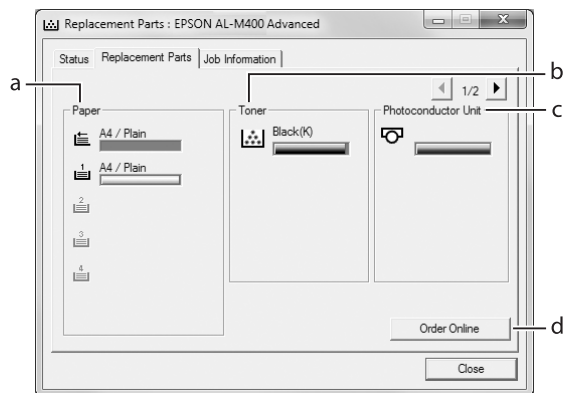 Replacement Parts : EPSON AL-M400 Advanced
Status Replacement Parts Job Information
a
b
1/2
c
Paper
Toner
Photoconductor Unit
A4 / Plain
Black(K)
1 A4 / Plain
2
3
4
Order Online
d
Close